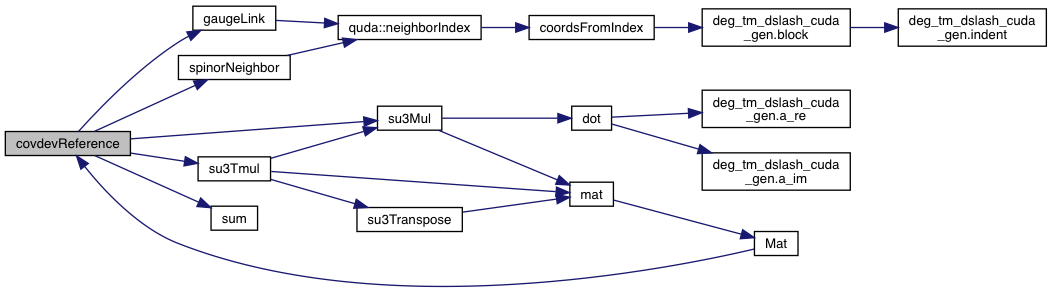 gaugeLink
quda::neighborIndex
coordsFromIndex
deg_tm_dslash_cuda
_gen.block
deg_tm_dslash_cuda
_gen.indent
spinorNeighbor
covdevReference
su3Mul
dot
deg_tm_dslash_cuda
_gen.a_re
deg_tm_dslash_cuda
_gen.a_im
su3Tmul
mat
su3Transpose
sum
Mat